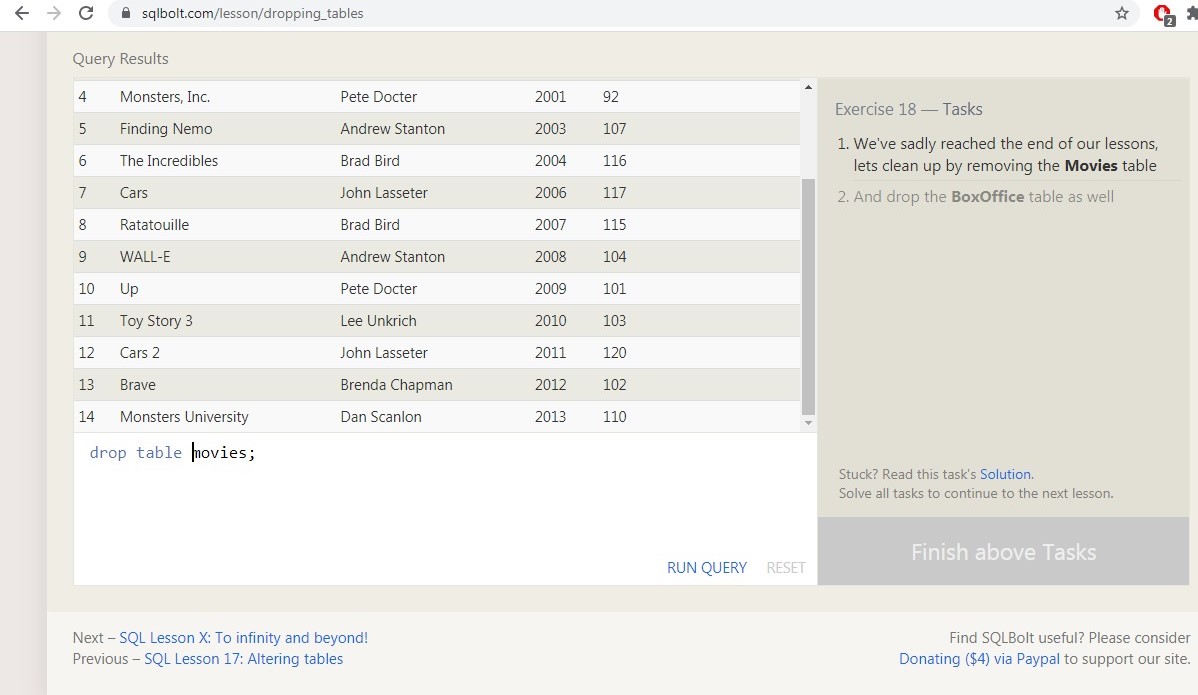 sqlbolt.com/lesson/dropping_tables
2
Query Results
4 Monsters, Inc. Pete Docter 2001 92
5 Finding Nemo Andrew Stanton 2003 107
6 The Incredibles Brad Bird 2004 116
7 Cars John Lasseter 2006 117
8 Ratatouille Brad Bird 2007 115
9 WALL-E Andrew Stanton 2008 104
10 Up Pete Docter 2009 101
11 Toy Story 3 Lee Unkrich 2010 103
12 Cars 2 John Lasseter 2011 120
13 Brave Brenda Chapman 2012 102
14 Monsters University Dan Scanlon 2013 110
drop table movies;
RUN QUERY RESET
Exercise 18 — Tasks
1. We've sadly reached the end of our lessons,
lets clean up by removing the Movies table
2. And drop the BoxOffice table as well
Stuck? Read this task's Solution.
Solve all tasks to continue to the next lesson.
Finish above Tasks
Next – SQL Lesson X: To infinity and beyond!
Previous – SQL Lesson 17: Altering tables
Find SQLBolt useful? Please consider
Donating ($4) via Paypal to support our site.